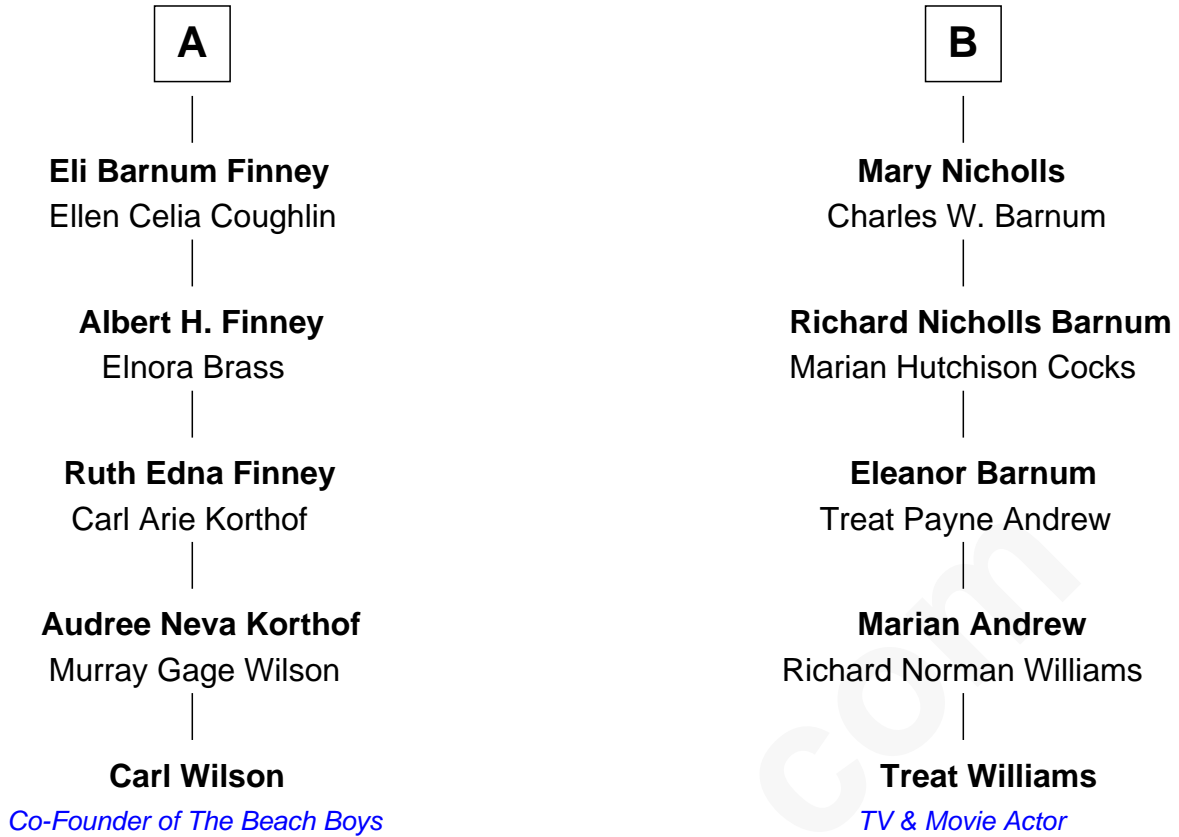 A
Eli Barnum Finney
Ellen Celia Coughlin
Albert H. Finney
Elnora Brass
Ruth Edna Finney
Carl Arie Korthof
Audree Neva Korthof
Murray Gage Wilson
Carl Wilson
Co-Founder of The Beach Boys
B
Mary Nicholls
Charles W. Barnum
Richard Nicholls Barnum
Marian Hutchison Cocks
Eleanor Barnum
Treat Payne Andrew
Marian Andrew
Richard Norman Williams
Treat Williams
TV & Movie Actor
com